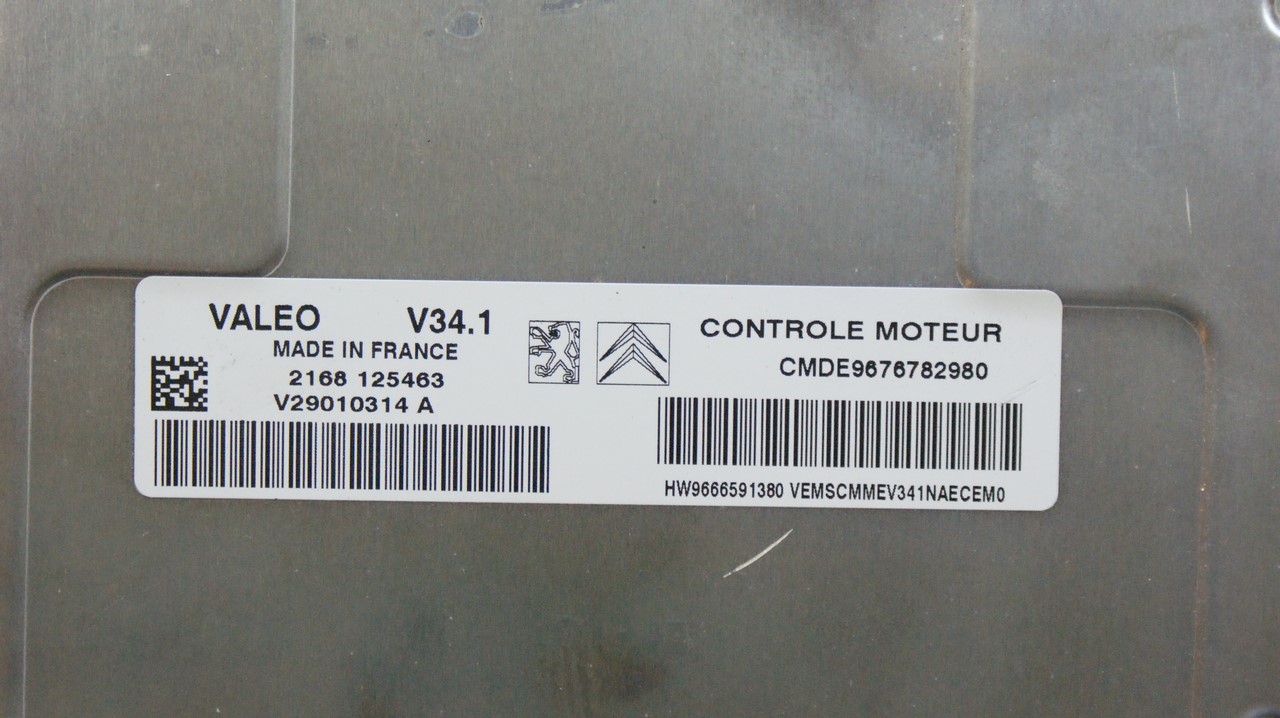 VALEO V34.1
MADE IN FRANCE
2168 125463
V29010314 A
CONTROLE MOTEUR
CMDE9676782980
HW9666591380 VEMSCMMEV341NAECEM0